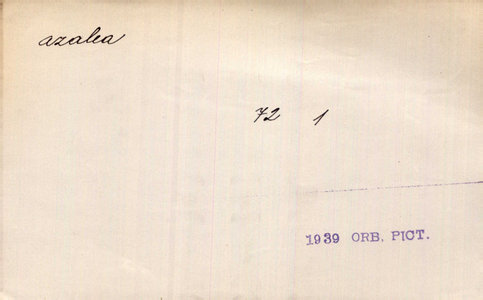 azalea
72 1
1939 ORB. PICT.